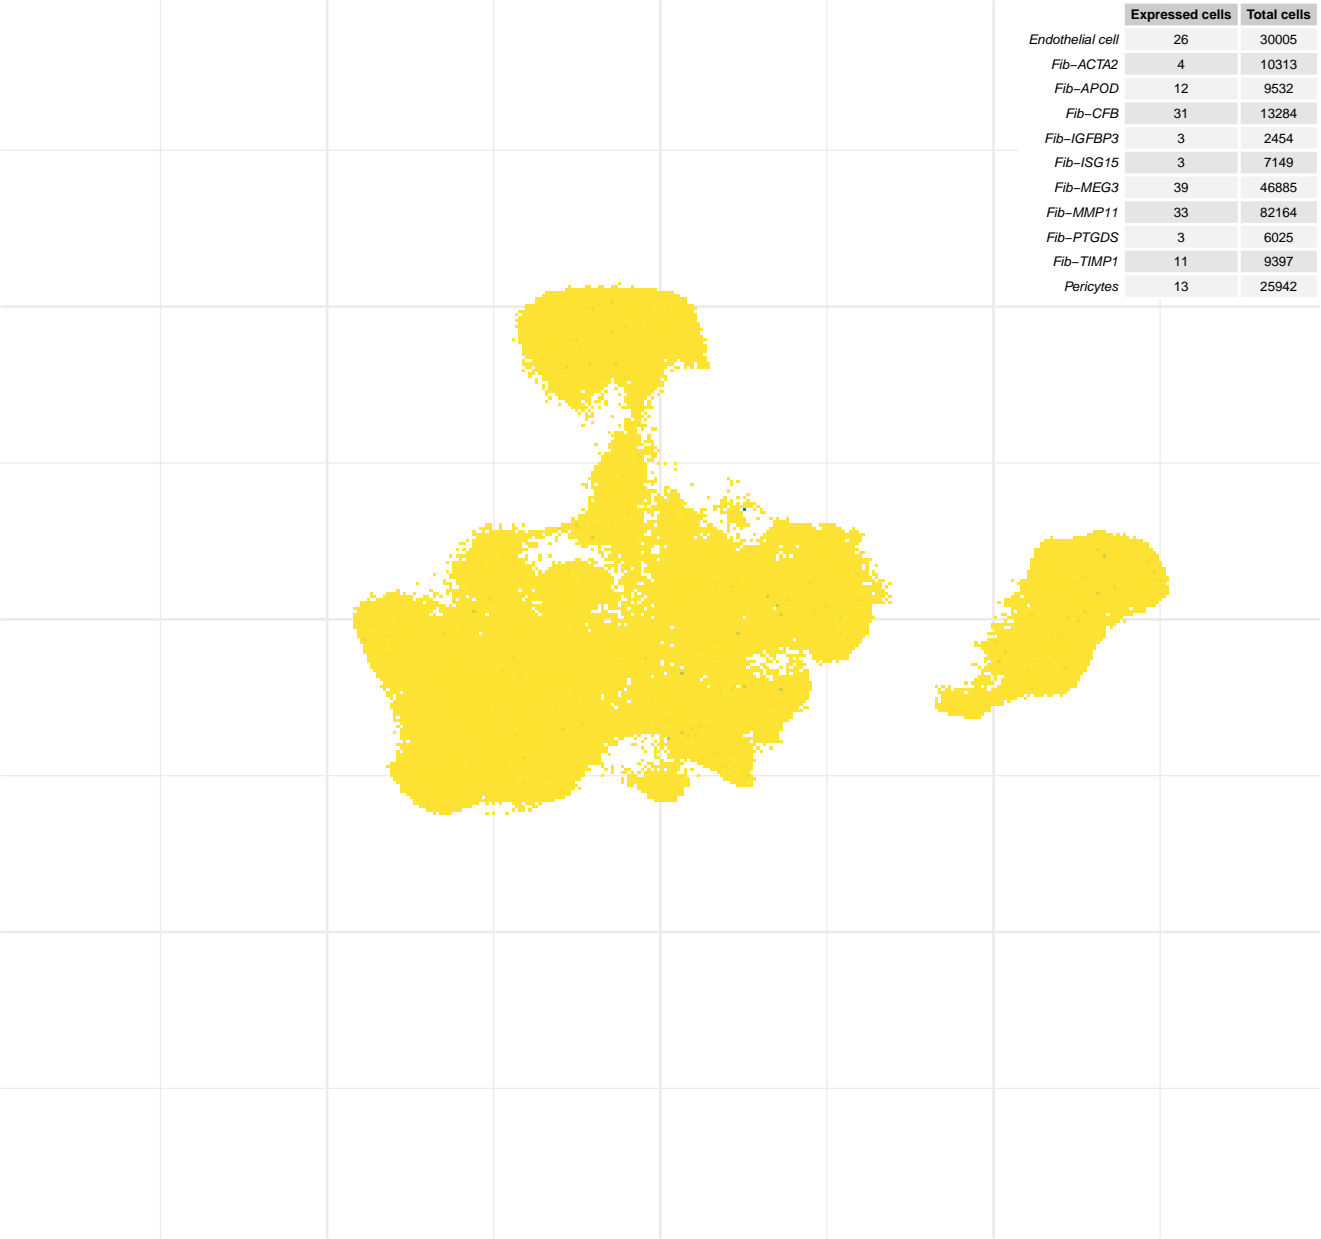 Expressed cells Total cells
Endothelial cell 26 30005
Fib−ACTA2 4 10313
Fib−APOD 12 9532
Fib−CFB 31 13284
Fib−IGFBP3 3 2454
Fib−ISG15 3 7149
Fib−MEG3 39 46885
Fib−MMP11 33 82164
Fib−PTGDS 3 6025
Fib−TIMP1 11 9397
Pericytes 13 25942